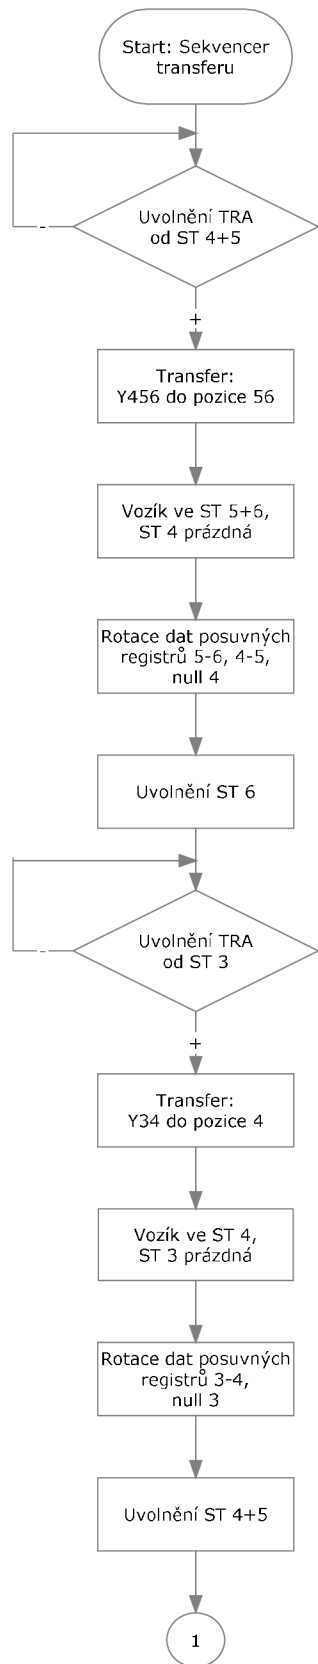 Start: Sekvencer
transferu
Uvolnění TRA
od ST 4+5
-
+
Transfer:
Y456 do pozice 56
Vozík ve ST 5+6,
ST 4 prázdná
Rotace dat posuvných
registrů 5-6, 4-5,
null 4
Uvolnění ST 6
Uvolnění TRA
od ST 3
-
+
Transfer:
Y34 do pozice 4
Vozík ve ST 4,
ST 3 prázdná
Rotace dat posuvných
registrů 3-4,
null 3
Uvolnění ST 4+5
1